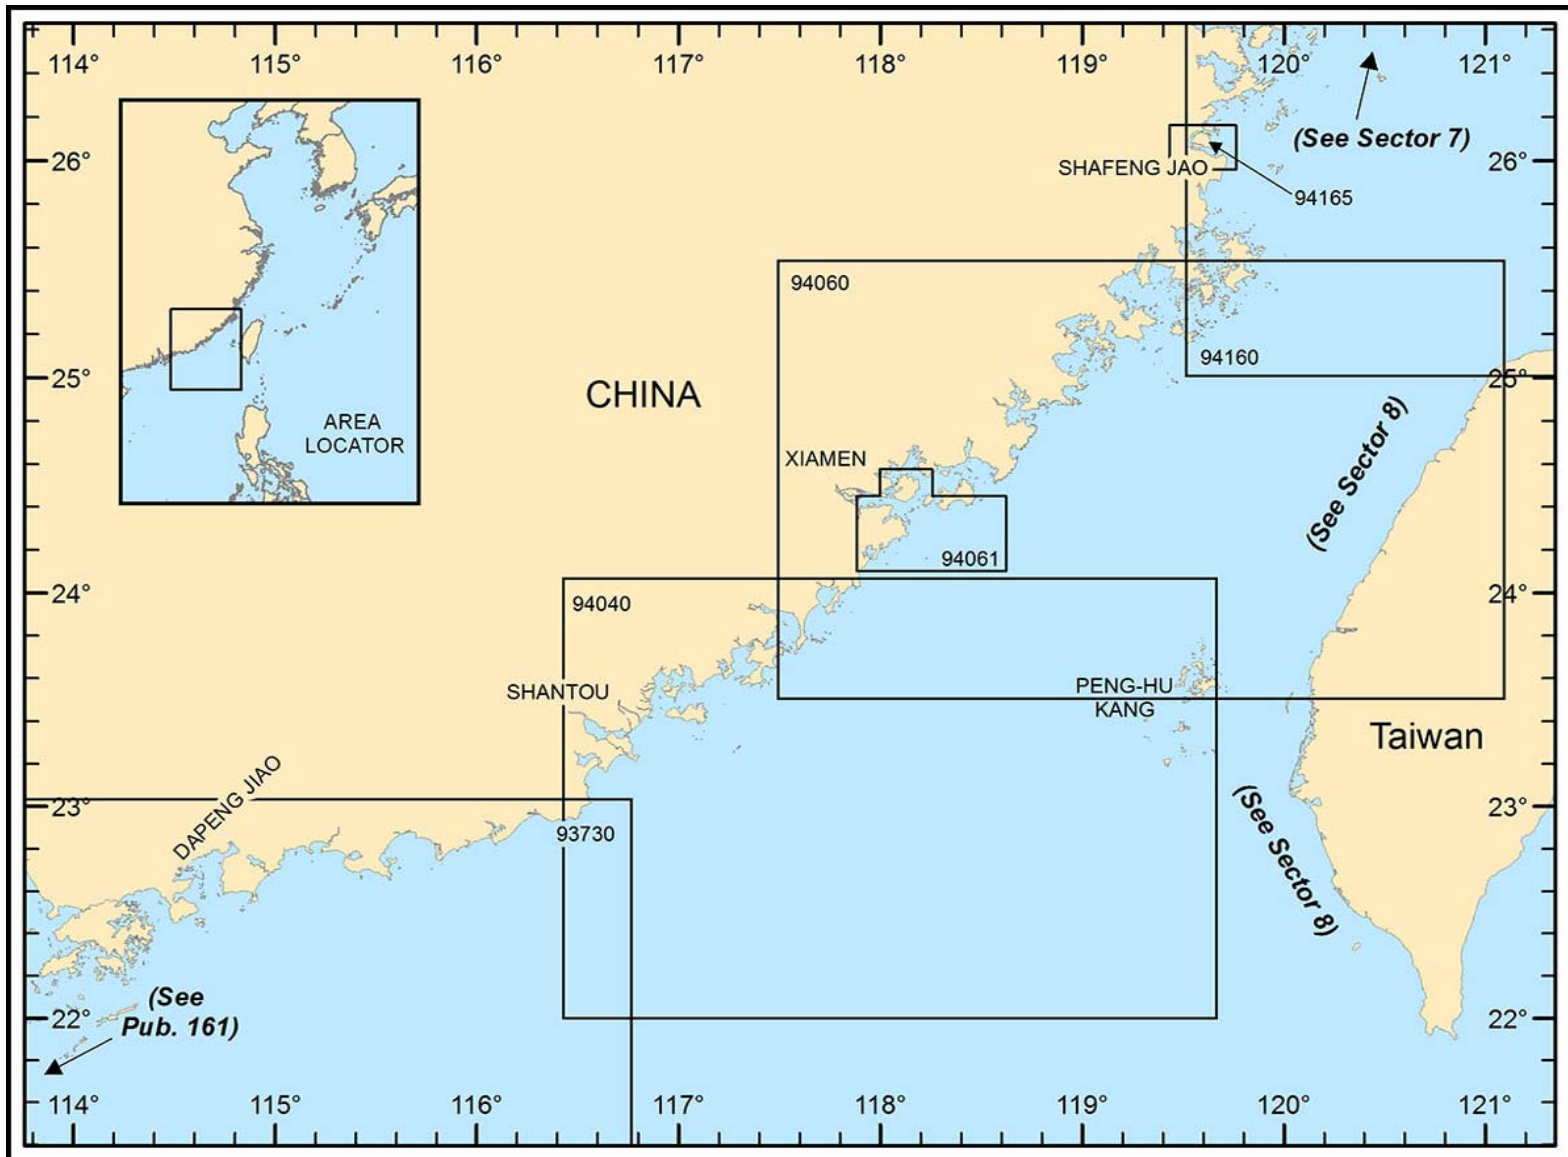 114° 115° 116° 117° 118° 119° 120° 121°
(See Sector 7)
26° 26°
SHAFENG JAO
94165
94060
94160
25° 25°
CHINA
AREA
LOCATOR
(See Sector 8)
XIAMEN
94061
24° 24°
94040
SHANTOU
PENG-HU
KANG
Taiwan
DAPENG JIAO
23° 23°
93730
(See Sector 8)
(See
Pub. 161)
22° 22°
114° 115° 116° 117° 118° 119° 120° 121°